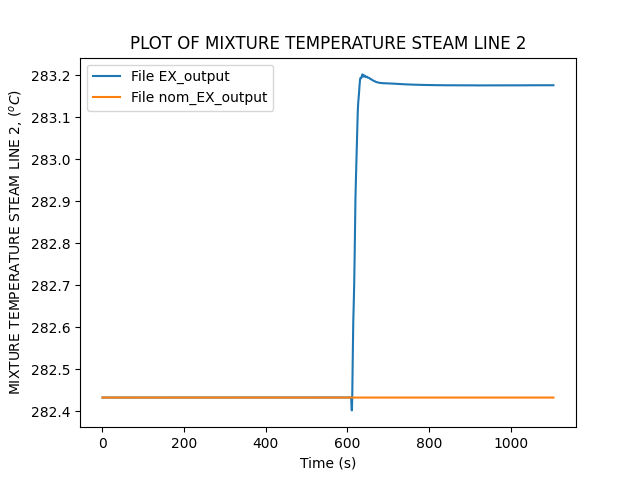 PLOT OF MIXTURE TEMPERATURE STEAM LINE 2
File EX_output
File nom_EX_output
MIXTURE TEMPERATURE STEAM LINE 2, (°C)
283.2
283.1
283.0
282.9
282.8
282.7
282.6
282.5
282.4
0 200 400 600 800 1000
Time (s)